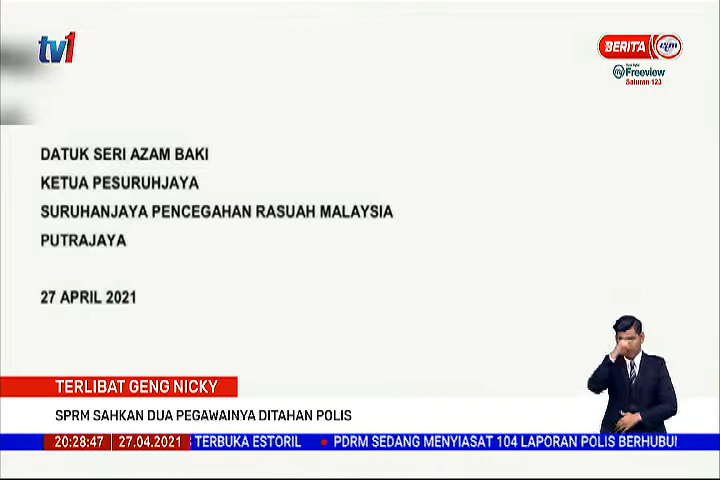 tv1
BERITA rtm
myFreeview
Saluran 123
DATUK SERI AZAM BAKI
KETUA PESURUHJAYA
SURUHANJAYA PENCEGAHAN RASUAH MALAYSIA
PUTRAJAYA
27 APRIL 2021
TERLIBAT GENG NICKY
SPRM SAHKAN DUA PEGAWAINYA DITAHAN POLIS
20:28:47 27.04.2021 TERBUKA ESTORIL • PDRM SEDANG MENYIASAT 104 LAPORAN POLIS BERHUBU